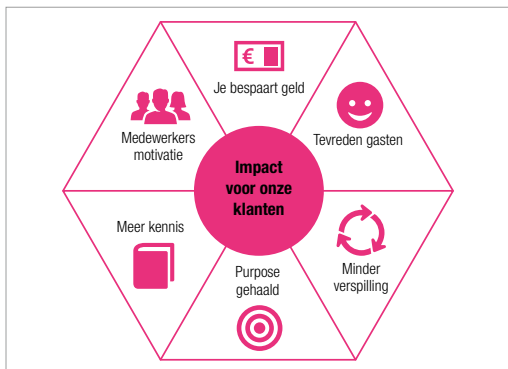 €
Je bespaart geld
Medewerkers
motivatie
Tevreden gasten
Impact
voor onze
klanten
Meer kennis
Minder
verspilling
Purpose
gehaald